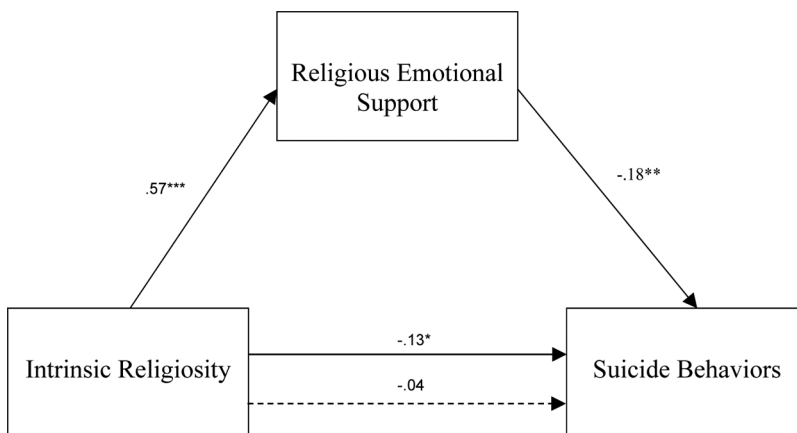 Religious Emotional
Support
.57***
-.18**
-.13*
Intrinsic Religiosity
Suicide Behaviors
-.04